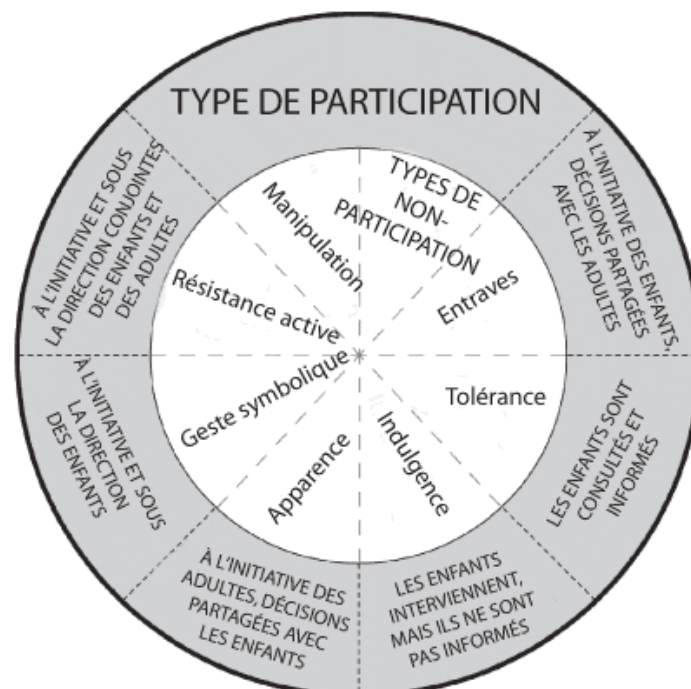 TYPE DE PARTICIPATION
À L'INITIATIVE DES ENFANTS,
DÉCISIONS PARTAGÉES
AVEC LES ADULTES
LES ENFANTS SONT
CONSULTÉS ET
INFORMÉS
LES ENFANTS
INTERVIENNENT,
MAIS ILS NE SONT
PAS INFORMÉS
À L'INITIATIVE DES
ADULTES, DÉCISIONS
PARTAGÉES AVEC
LES ENFANTS
À L'INITIATIVE ET SOUS
LA DIRECTION
DES ENFANTS
À L'INITIATIVE ET SOUS
LA DIRECTION CONJOINTES
DES ENFANTS ET
DES ADULTES
TYPES DE
NON-
PARTICIPATION
Entraves
Tolérance
Indulgence
Apparence
Geste symbolique
Résistance active
Manipulation